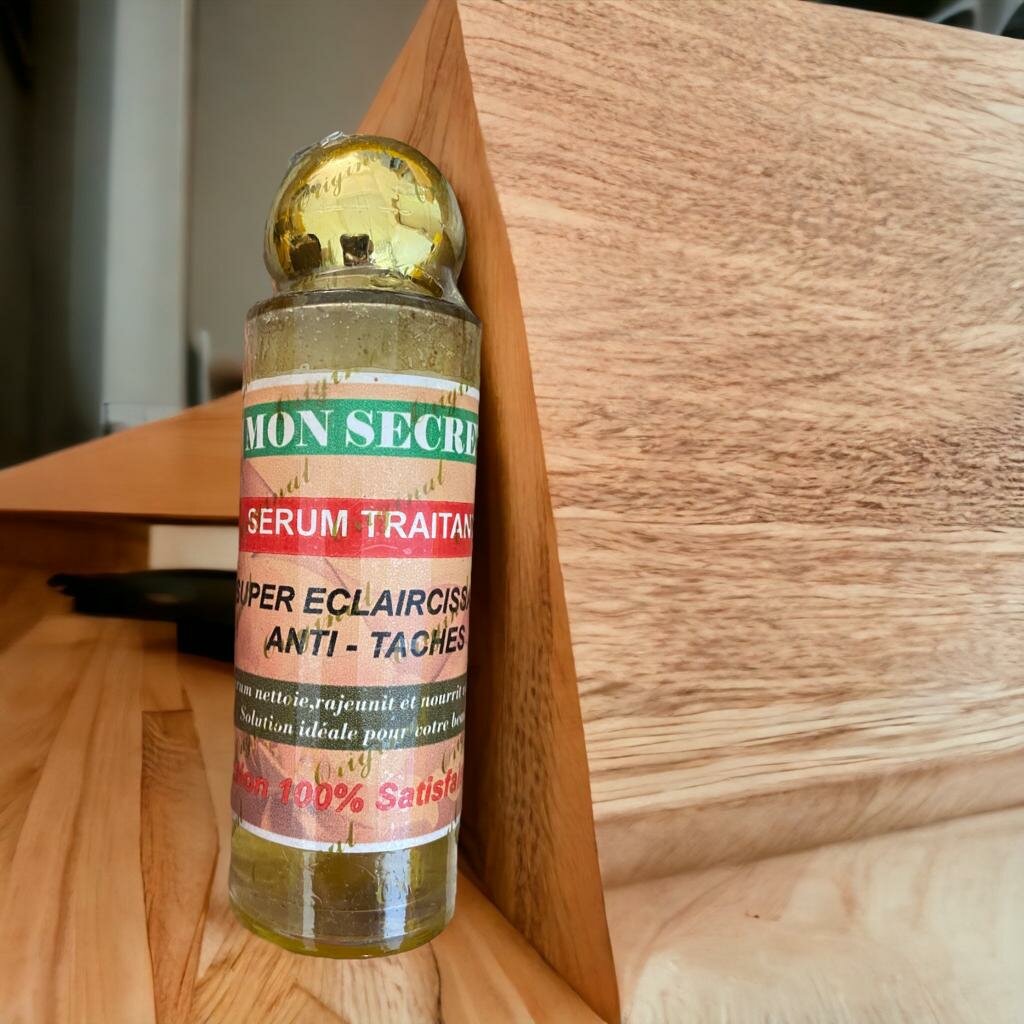 Original
MON SECRE
SERUM TRAITAN
SUPER ECLAIRCISSA
ANTI - TACHES
rum nettoie,rajeunit et nourrit
Solution idéale pour votre bea
ion 100% Satisfa